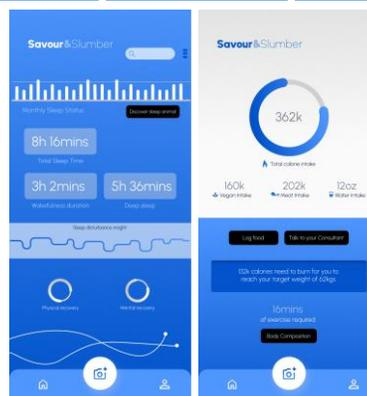 Savour&Slumber
Monthly Sleep Status
Discover sleep animal
8h 16mins
Total Sleep Time
3h 2mins
Wakefulness duration
5h 36mins
Deep sleep
Sleep disturbance insight
Physical recovery
Mental recovery
Savour&Slumber
362k
Total calorie intake
160k
Vegan Intake
202k
Meat Intake
12oz
Water Intake
Log food
Talk to your Consultant
132k calories need to burn for you to
reach your target weight of 62kgs
16mins
of exercise required
Body Composition